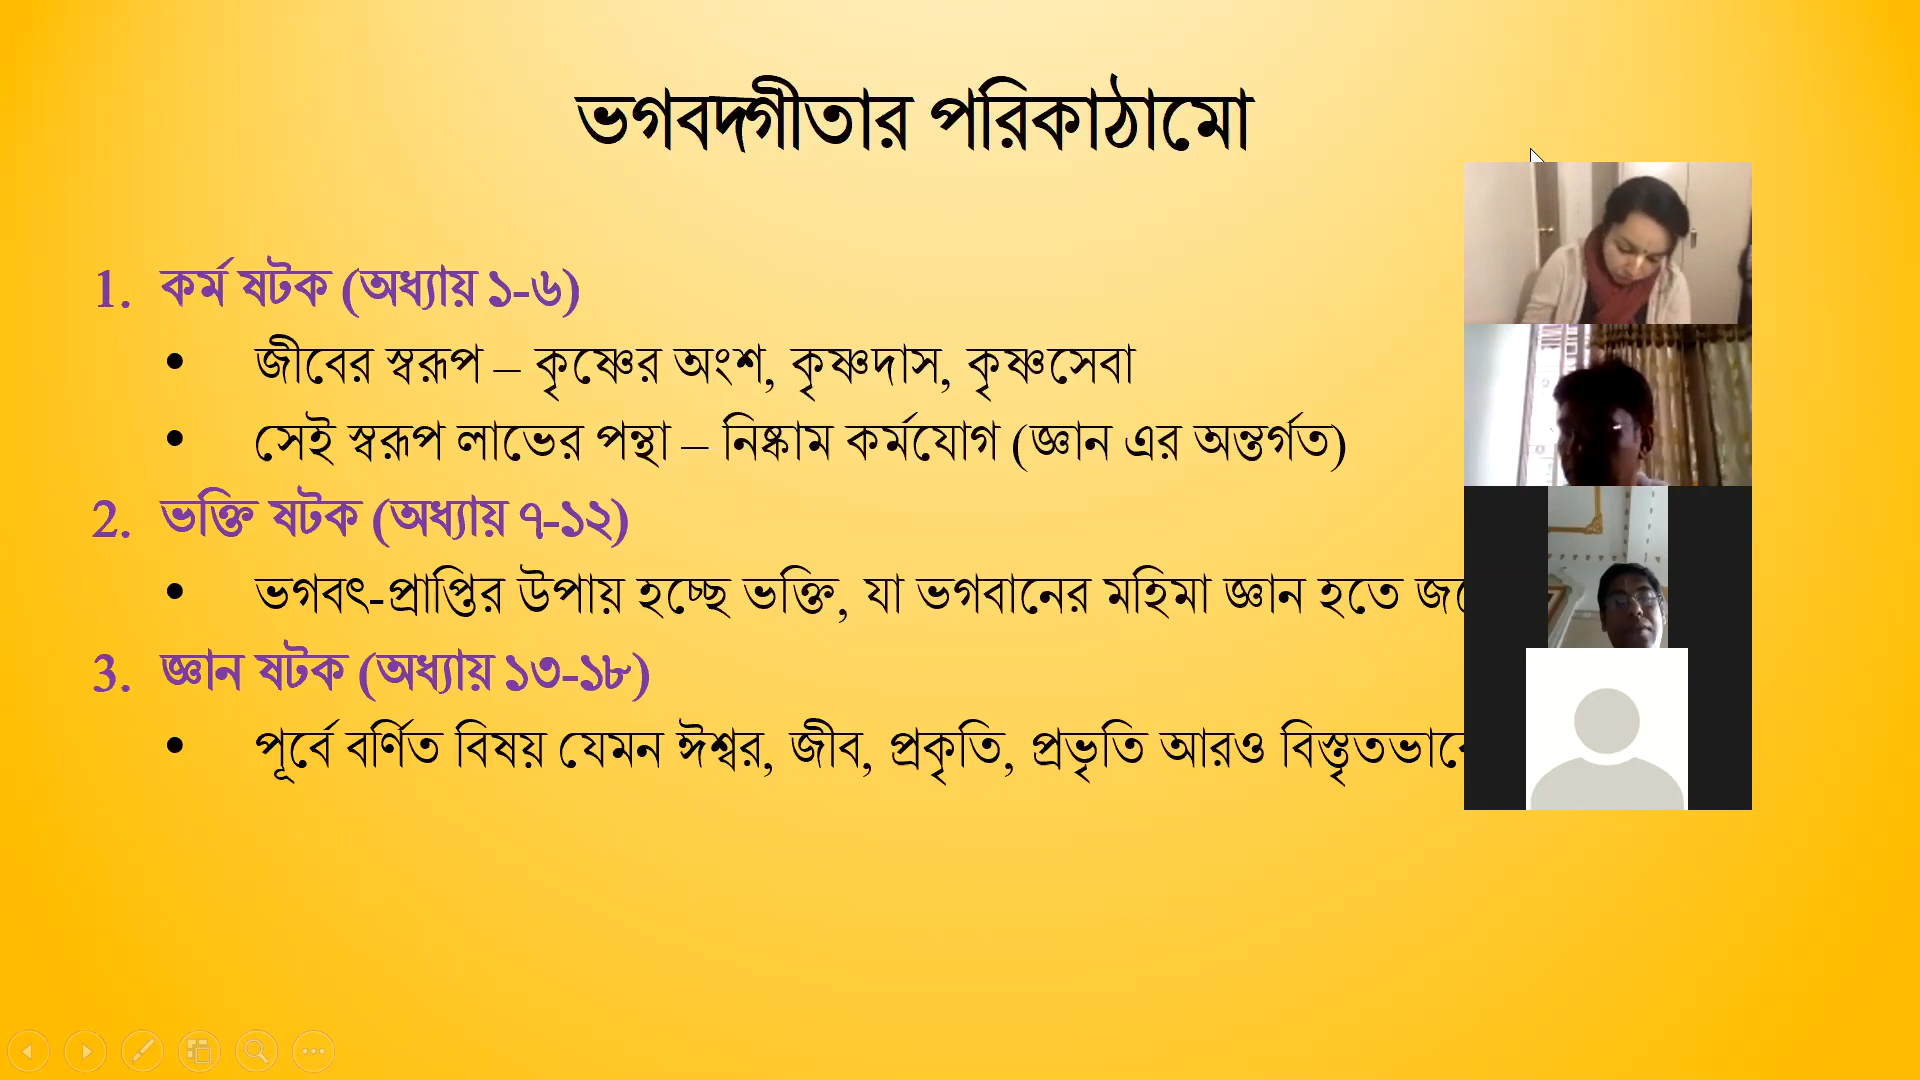 ভগবদ্গীতার পরিকাঠামো
1. কর্ম ষটক (অধ্যায় ১-৬)
• জীবের স্বরূপ – কৃষ্ণের অংশ, কৃষ্ণদাস, কৃষ্ণসেবা
• সেই স্বরূপ লাভের পন্থা – নিষ্কাম কর্মযোগ (জ্ঞান এর অন্তর্গত)
2. ভক্তি ষটক (অধ্যায় ৭-১২)
• ভগবৎ-প্রাপ্তির উপায় হচ্ছে ভক্তি, যা ভগবানের মহিমা জ্ঞান হতে
3. জ্ঞান ষটক (অধ্যায় ১৩-১৮)
• পূর্বে বর্ণিত বিষয় যেমন ঈশ্বর, জীব, প্রকৃতি, প্রভৃতি আরও